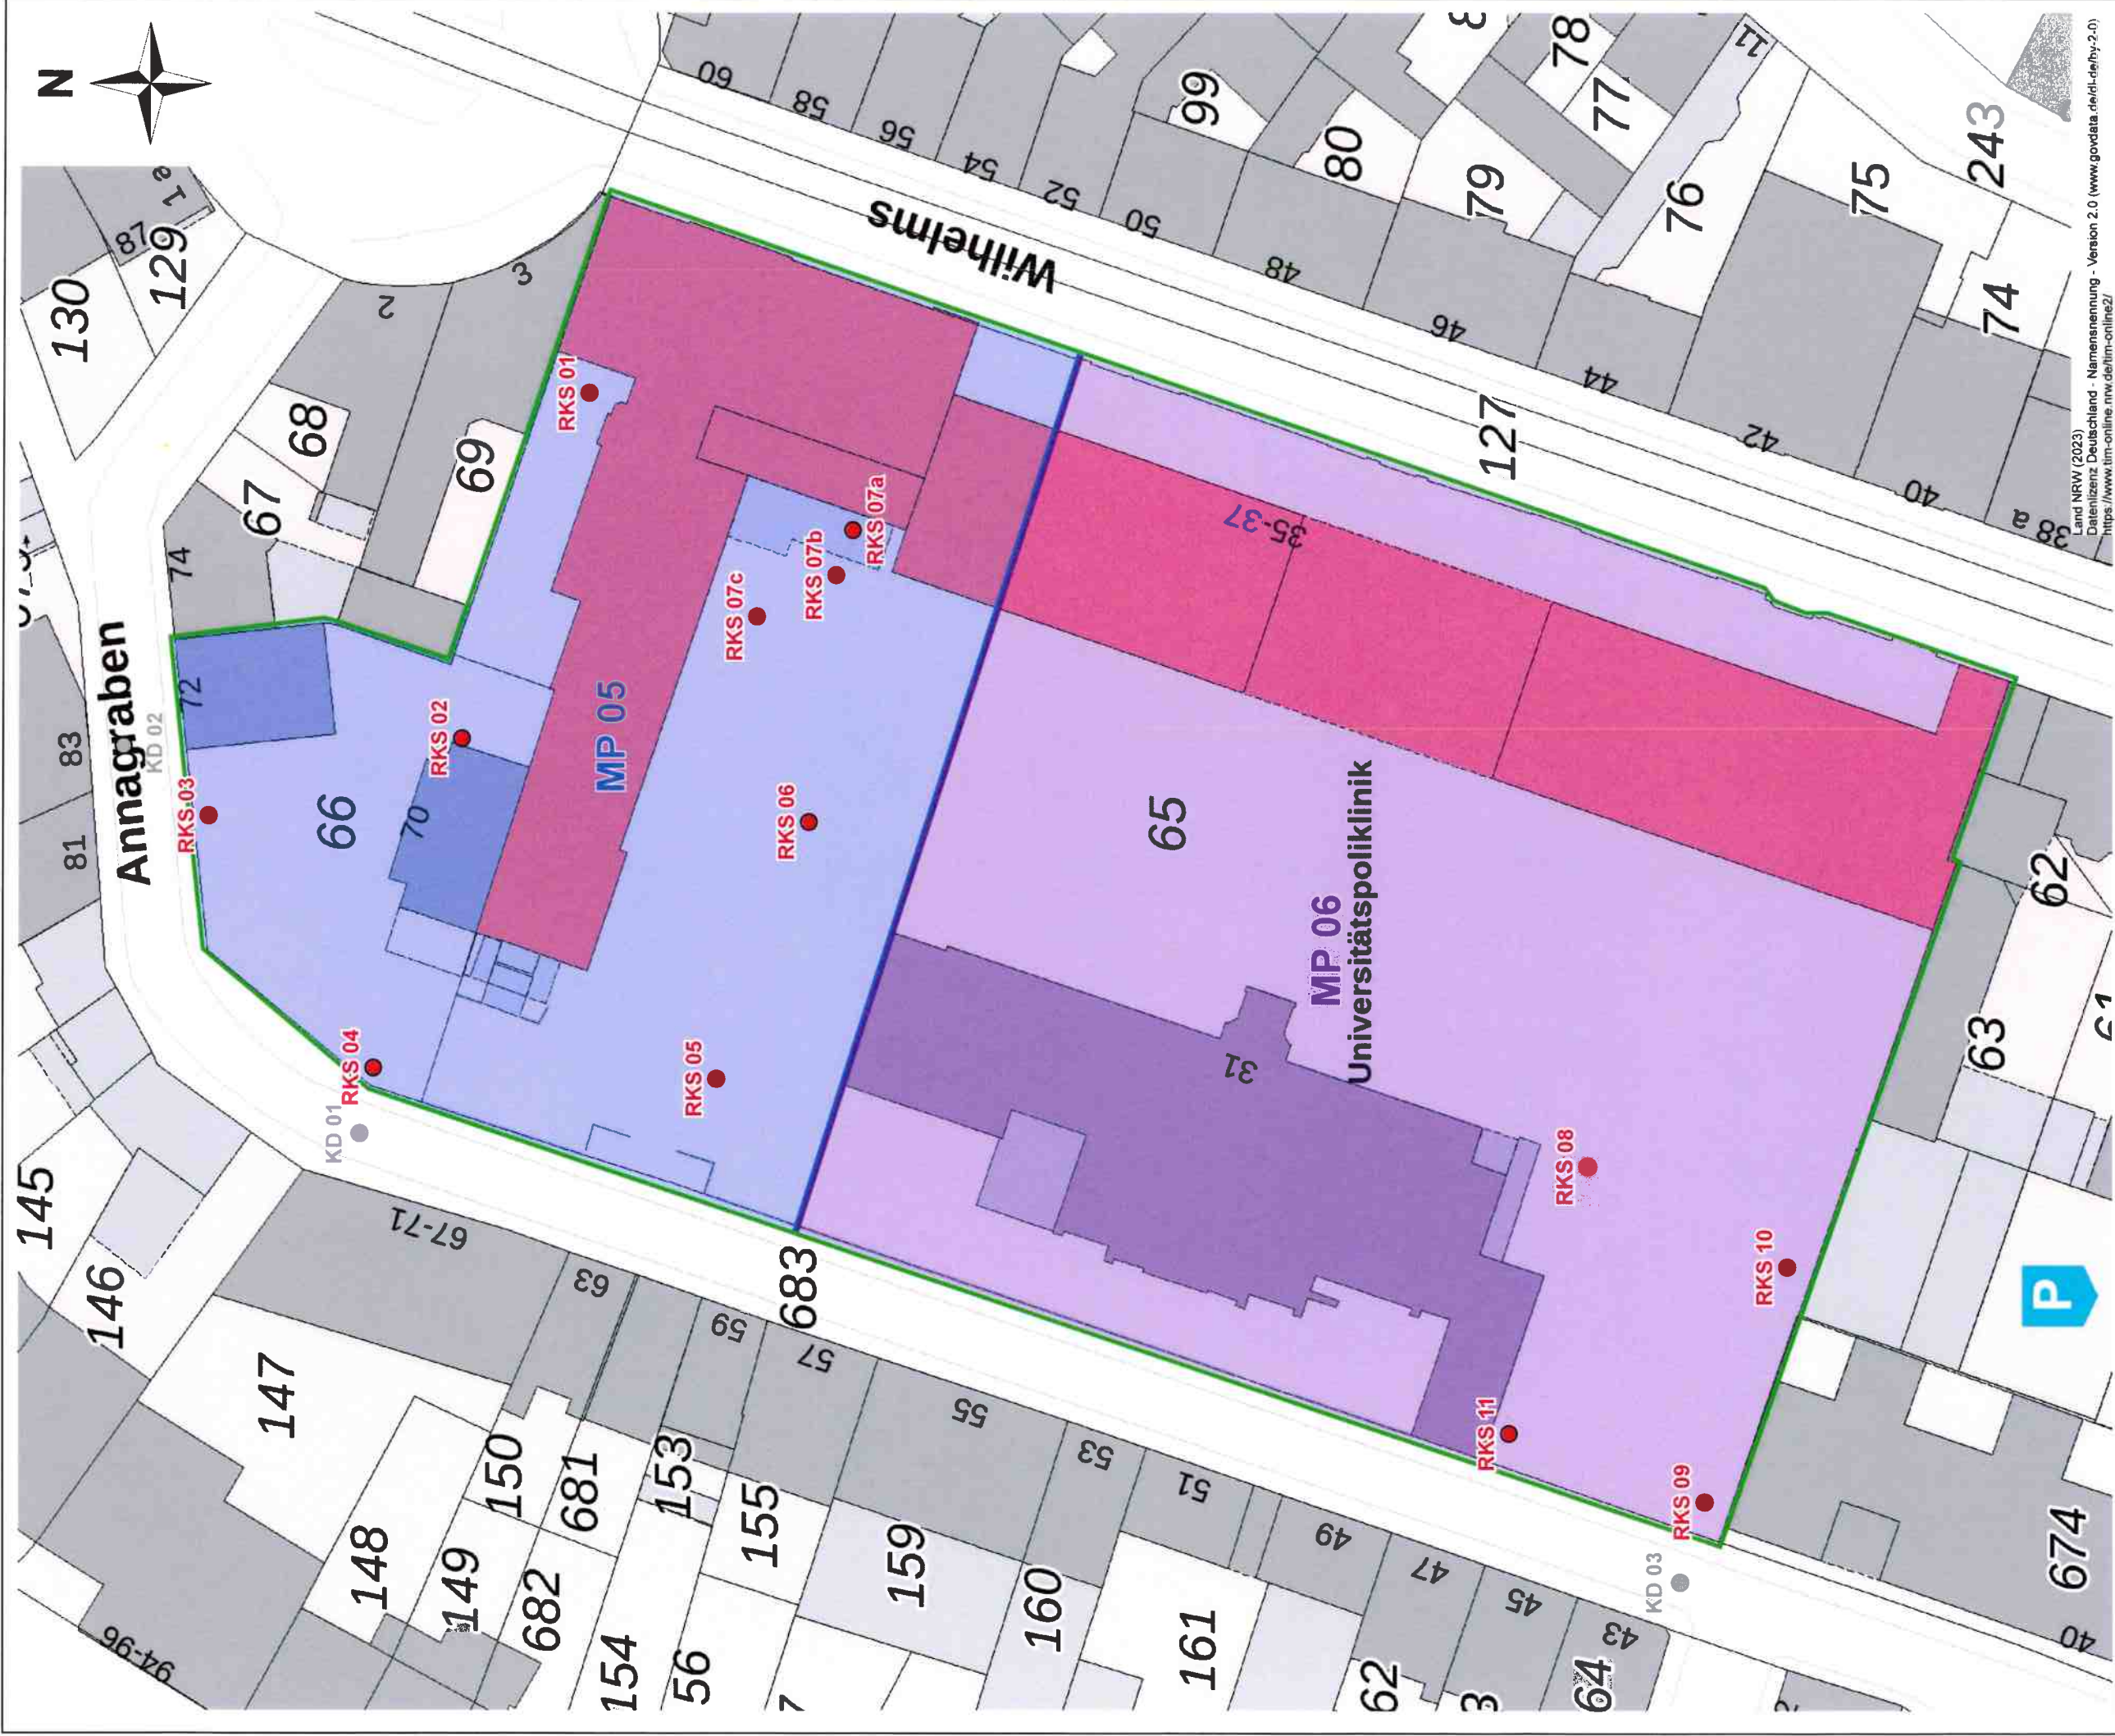 N
130
129
87
1a
2
3
68
67
69
74
60
58
56
54
52
50
48
46
44
42
40
38 a
99
80
79
78
77
76
75
74
243
11
Wilhelms
127
Annagraben
KD 02
83
81
72
66
70
RKS 01
RKS 02
RKS 03
RKS 04
RKS 05
RKS 06
RKS 07a
RKS 07b
RKS 07c
MP 05
35-37
65
MP 06
Universitätspoliklinik
31
RKS 08
RKS 09
RKS 10
RKS 11
KD 01
KD 03
62
63
61
P
674
40
145
146
147
148
149
150
681
682
153
154
155
56
7
159
160
161
62
3
64
67-71
63
59
57
55
53
51
49
47
45
43
683
94-96
Land NRW (2023)
Datenlizenz Deutschland - Namensnennung - Version 2.0 (www.govdata.de/dl-de/by-2-0)
https://www.tim-online.nrw.de/tim-online2/